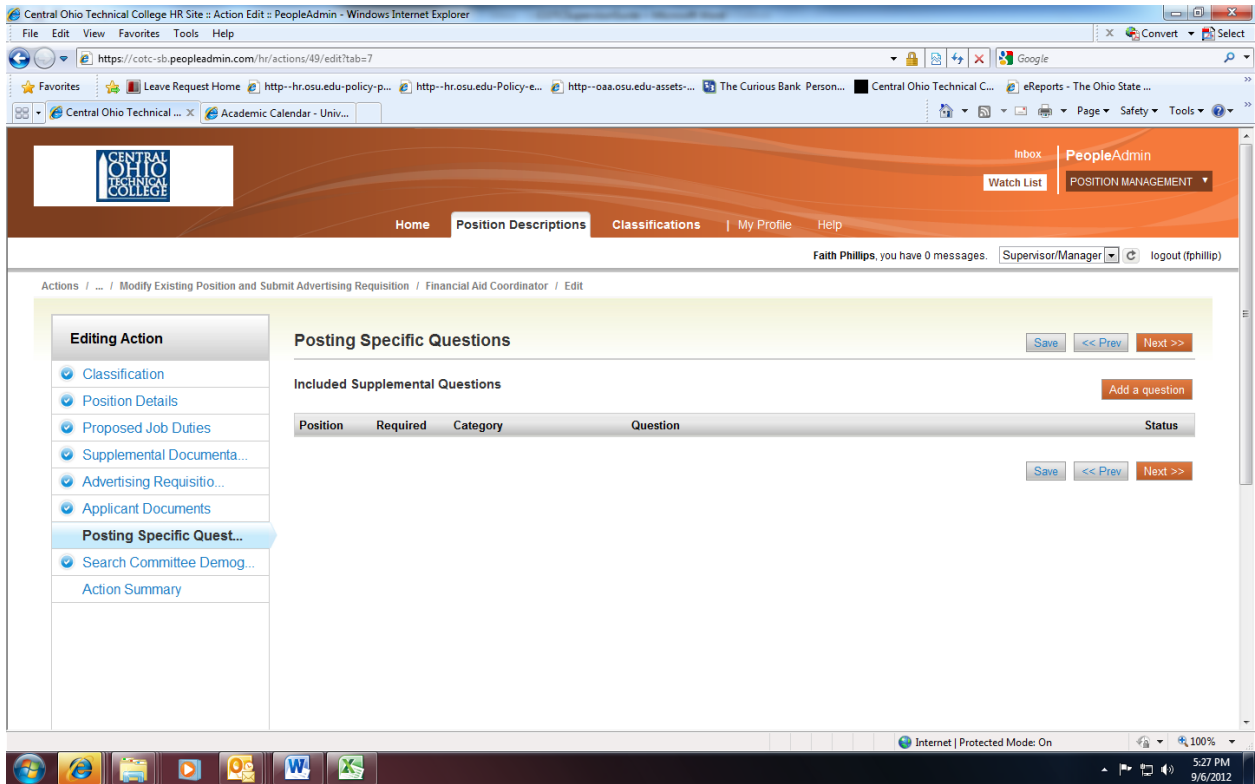 Central Ohio Technical College HR Site :: Action Edit :: PeopleAdmin - Windows Internet Explorer
File Edit View Favorites Tools Help
X Convert Select
https://cotc-sb.peopleadmin.com/hr/actions/49/edit?tab=7
Google
Favorites Leave Request Home http--hr.osu.edu-policy-p... http--hr.osu.edu-Policy-e... http--oaa.osu.edu-assets-... The Curious Bank Person... Central Ohio Technical C... eReports - The Ohio State ...
Central Ohio Technical ... X Academic Calendar - Univ...
Page Safety Tools
CENTRAL
OHIO
TECHNICAL
COLLEGE
Inbox PeopleAdmin
Watch List POSITION MANAGEMENT
Home Position Descriptions Classifications | My Profile Help
Faith Phillips, you have 0 messages. Supervisor/Manager logout (fphillip)
Actions / ... / Modify Existing Position and Submit Advertising Requisition / Financial Aid Coordinator / Edit
Editing Action
Classification
Position Details
Proposed Job Duties
Supplemental Documenta...
Advertising Requisitio...
Applicant Documents
Posting Specific Quest...
Search Committee Demog...
Action Summary
Posting Specific Questions
Save << Prev Next >>
Included Supplemental Questions
Add a question
Position Required Category Question Status
Save << Prev Next >>
Internet | Protected Mode: On
100%
5:27 PM
9/6/2012